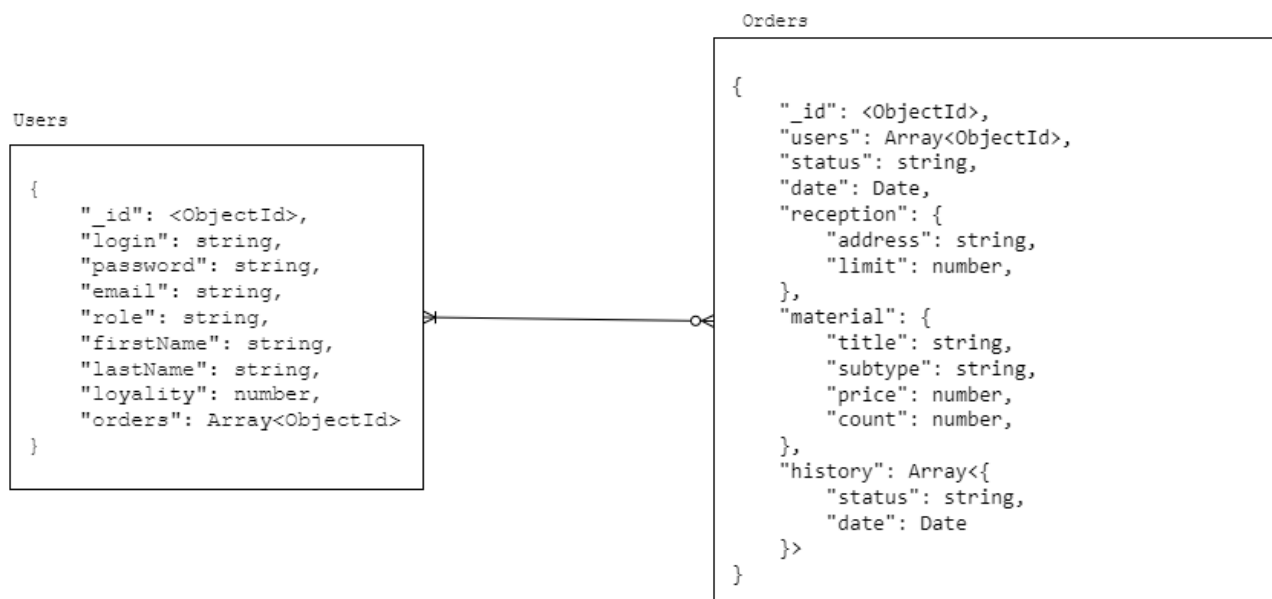 Users
{
"_id": <ObjectId>,
"login": string,
"password": string,
"email": string,
"role": string,
"firstName": string,
"lastName": string,
"loyality": number,
"orders": Array<ObjectId>
}
Orders
{
"_id": <ObjectId>,
"users": Array<ObjectId>,
"status": string,
"date": Date,
"reception": {
"address": string,
"limit": number,
},
"material": {
"title": string,
"subtype": string,
"price": number,
"count": number,
},
"history": Array<{
"status": string,
"date": Date
}>
}